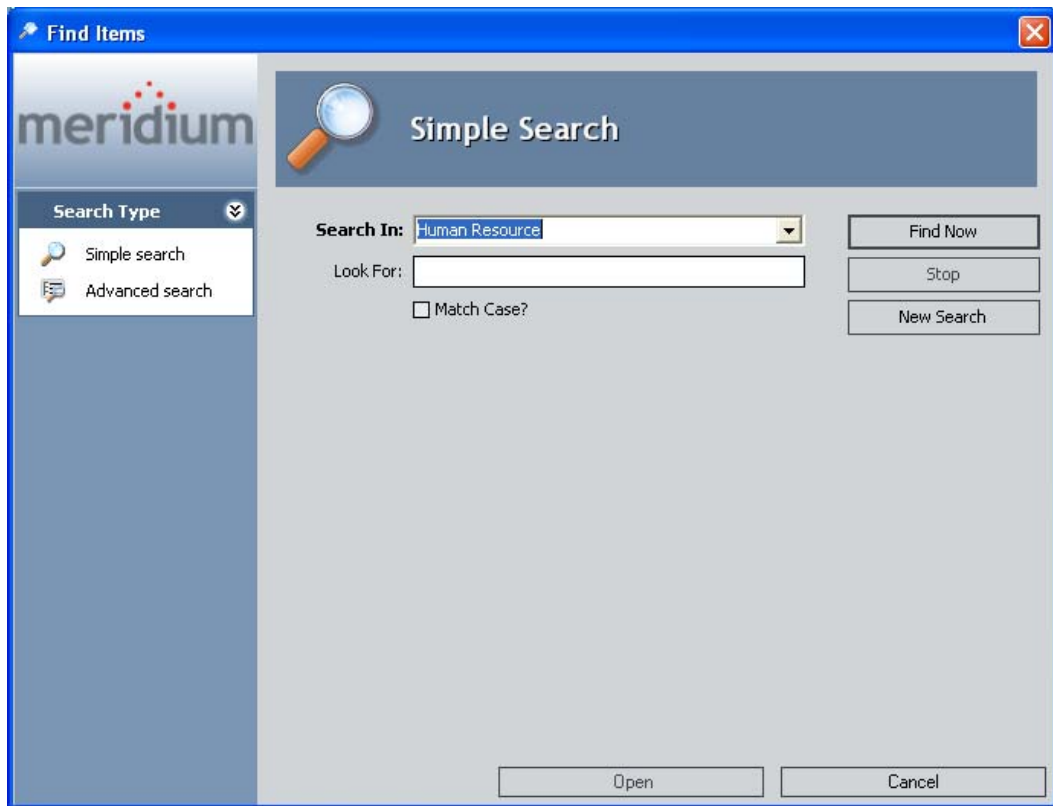 Find Items
meridium
Simple Search
Search Type
Simple search
Advanced search
Search In: Human Resource
Look For:
Match Case?
Find Now
Stop
New Search
Open
Cancel